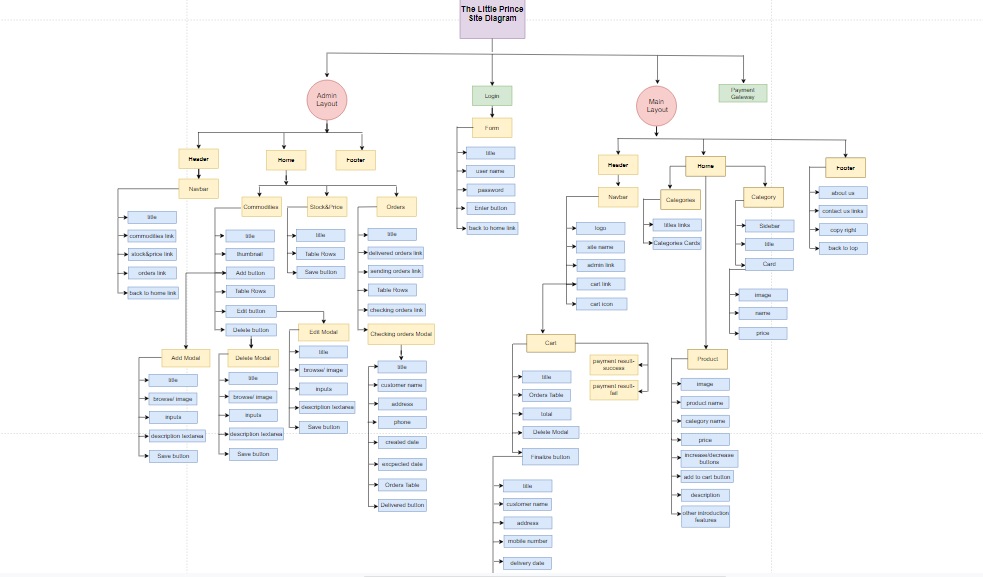 The Little Prince
Site Diagram
Admin
Layout
Login
Main
Layout
Payment
Gateway
Header
Home
Footer
Navbar
title
commodities link
stock&price link
orders link
back to home link
Commodities
title
thumbnail
Add button
Table Rows
Edit button
Delete button
Stock&Price
title
Table Rows
Save button
Orders
title
delivered orders link
sending orders link
Table Rows
checking orders link
Add Modal
title
browse/ image
inputs
description textarea
Save button
Delete Modal
title
browse/ image
inputs
description textarea
Save button
Edit Modal
title
browse/ image
inputs
description textarea
Save button
Checking orders Modal
title
customer name
address
phone
created date
excpected date
Orders Table
Delivered button
Form
title
user name
password
Enter button
back to home link
Header
Home
Footer
Navbar
logo
site name
admin link
cart link
cart icon
Categories
titles links
Categories Cards
Category
Sidebar
title
Card
image
name
price
about us
contect us links
copy right
back to top
Cart
payment result-
success
payment result-
fail
title
Orders Table
total
Delete Modal
Finalize button
title
customer name
address
mobile number
delivery date
Product
image
product name
category name
price
increase/decrease
buttons
add to cart button
description
other introduction
features